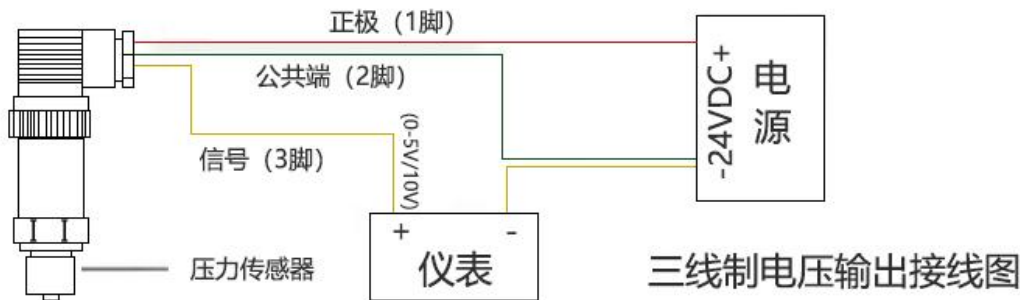 正极（1脚）
公共端（2脚）
信号（3脚）
(0-5V/10V)
-24VDC+
电源
+ -
仪表
压力传感器
三线制电压输出接线图